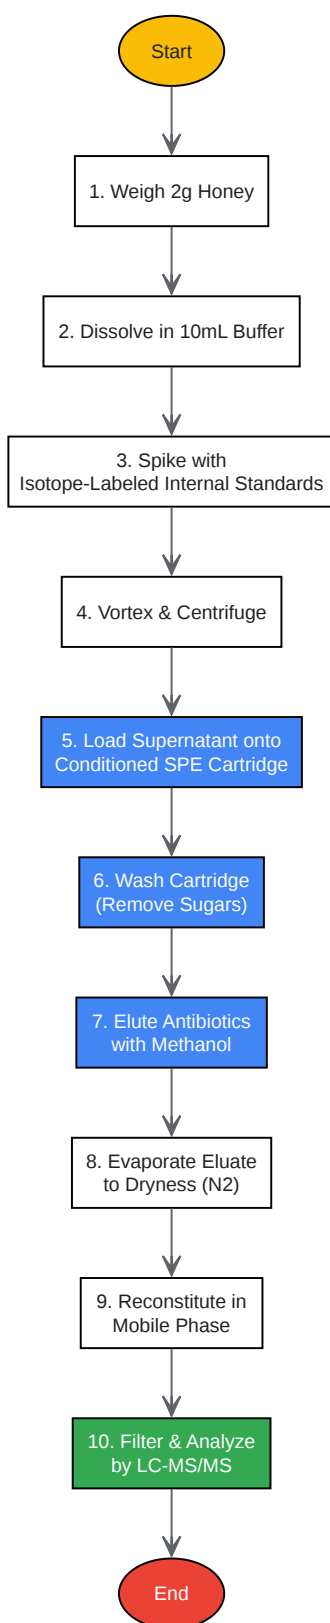 Start
1. Weigh 2g Honey
2. Dissolve in 10mL Buffer
3. Spike with
Isotope-Labeled Internal Standards
4. Vortex & Centrifuge
5. Load Supernatant onto
Conditioned SPE Cartridge
6. Wash Cartridge
(Remove Sugars)
7. Elute Antibiotics
with Methanol
8. Evaporate Eluate
to Dryness (N2)
9. Reconstitute in
Mobile Phase
10. Filter & Analyze
by LC-MS/MS
End